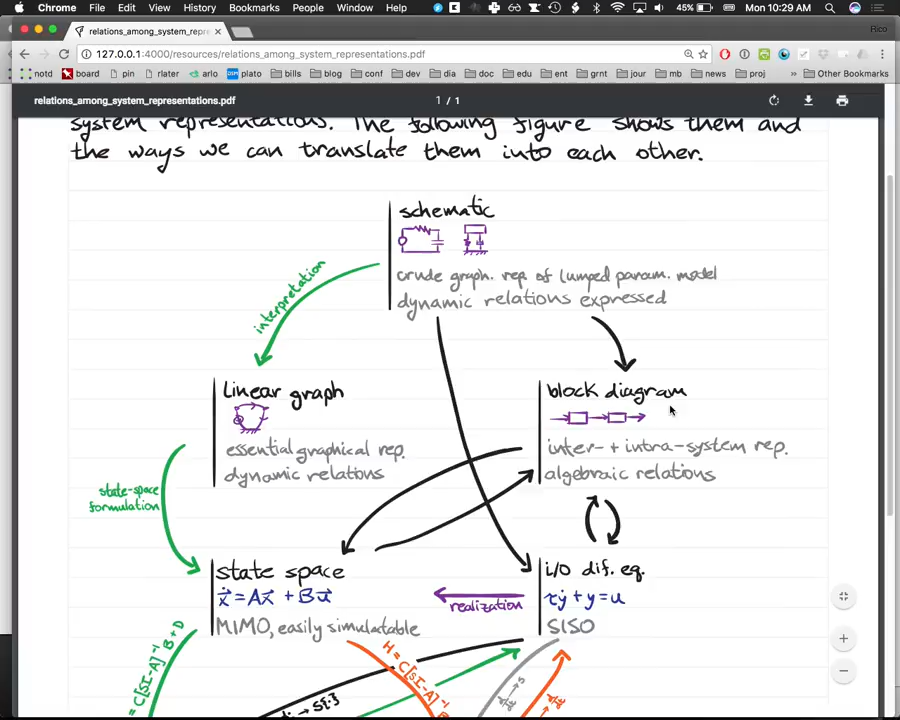 Chrome File Edit View History Bookmarks People Window Help 45% Mon 10:29 AM
relations_among_system_repre Rico
127.0.0.1:4000/resources/relations_among_system_representations.pdf
notd board pin rlater arlo plato bills blog conf dev dia doc edu ent grnt jour mb news proj » Other Bookmarks
relations_among_system_representations.pdf 1 / 1
system representations. The following figure shows them and
the ways we can translate them into each other.
schematic
crude graph. rep. of lumped param. model
dynamic relations expressed
interpretation
linear graph
essential graphical rep.
dynamic relations
block diagram
inter- + intra-system rep.
algebraic relations
state-space
formulation
state space
ẋ = Ax⃗ + Bu⃗
MIMO, easily simulatable
realization
i/o dif. eq.
τẏ + y = u
SISO
= C[sI-A]⁻¹B + D
H = C[sI-A]⁻¹B